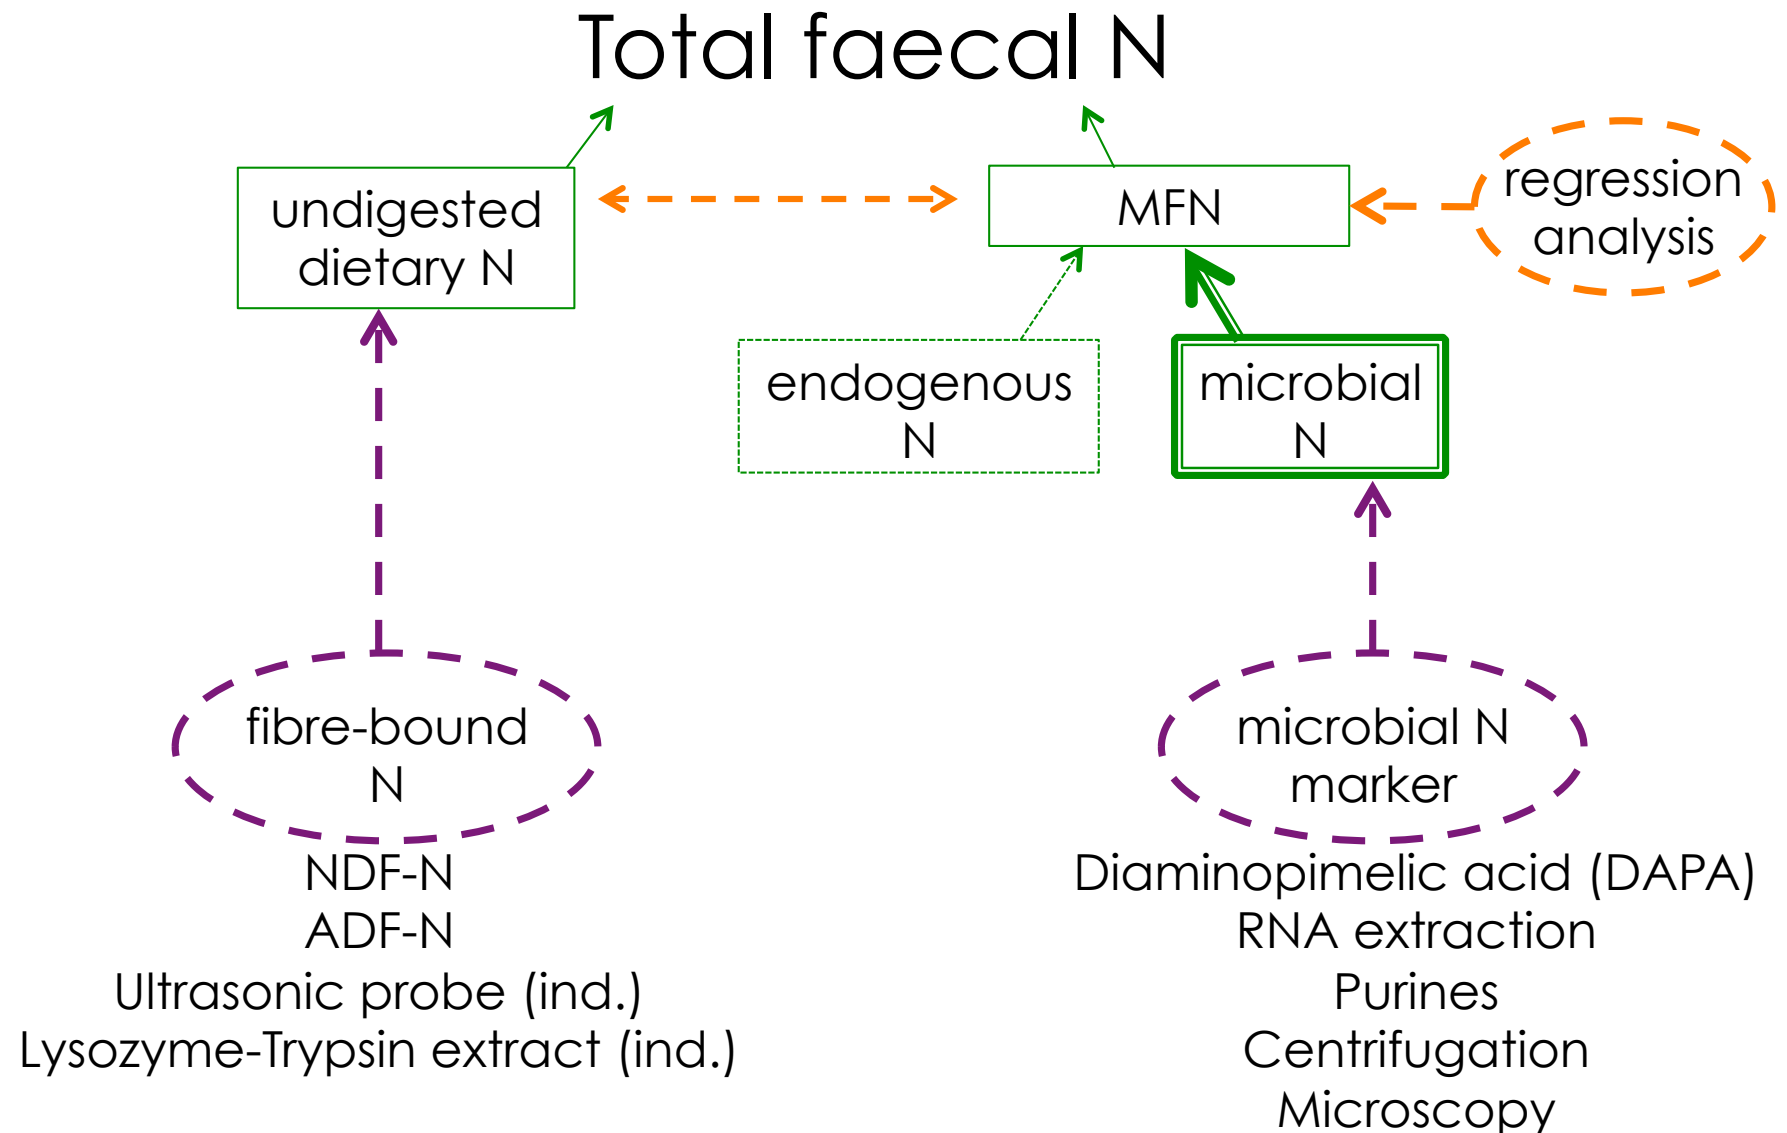 Total faecal N
undigested
dietary N
MFN
regression
analysis
endogenous
N
microbial
N
fibre-bound
N
NDF-N
ADF-N
Ultrasonic probe (ind.)
Lysozyme-Trypsin extract (ind.)
microbial N
marker
Diaminopimelic acid (DAPA)
RNA extraction
Purines
Centrifugation
Microscopy